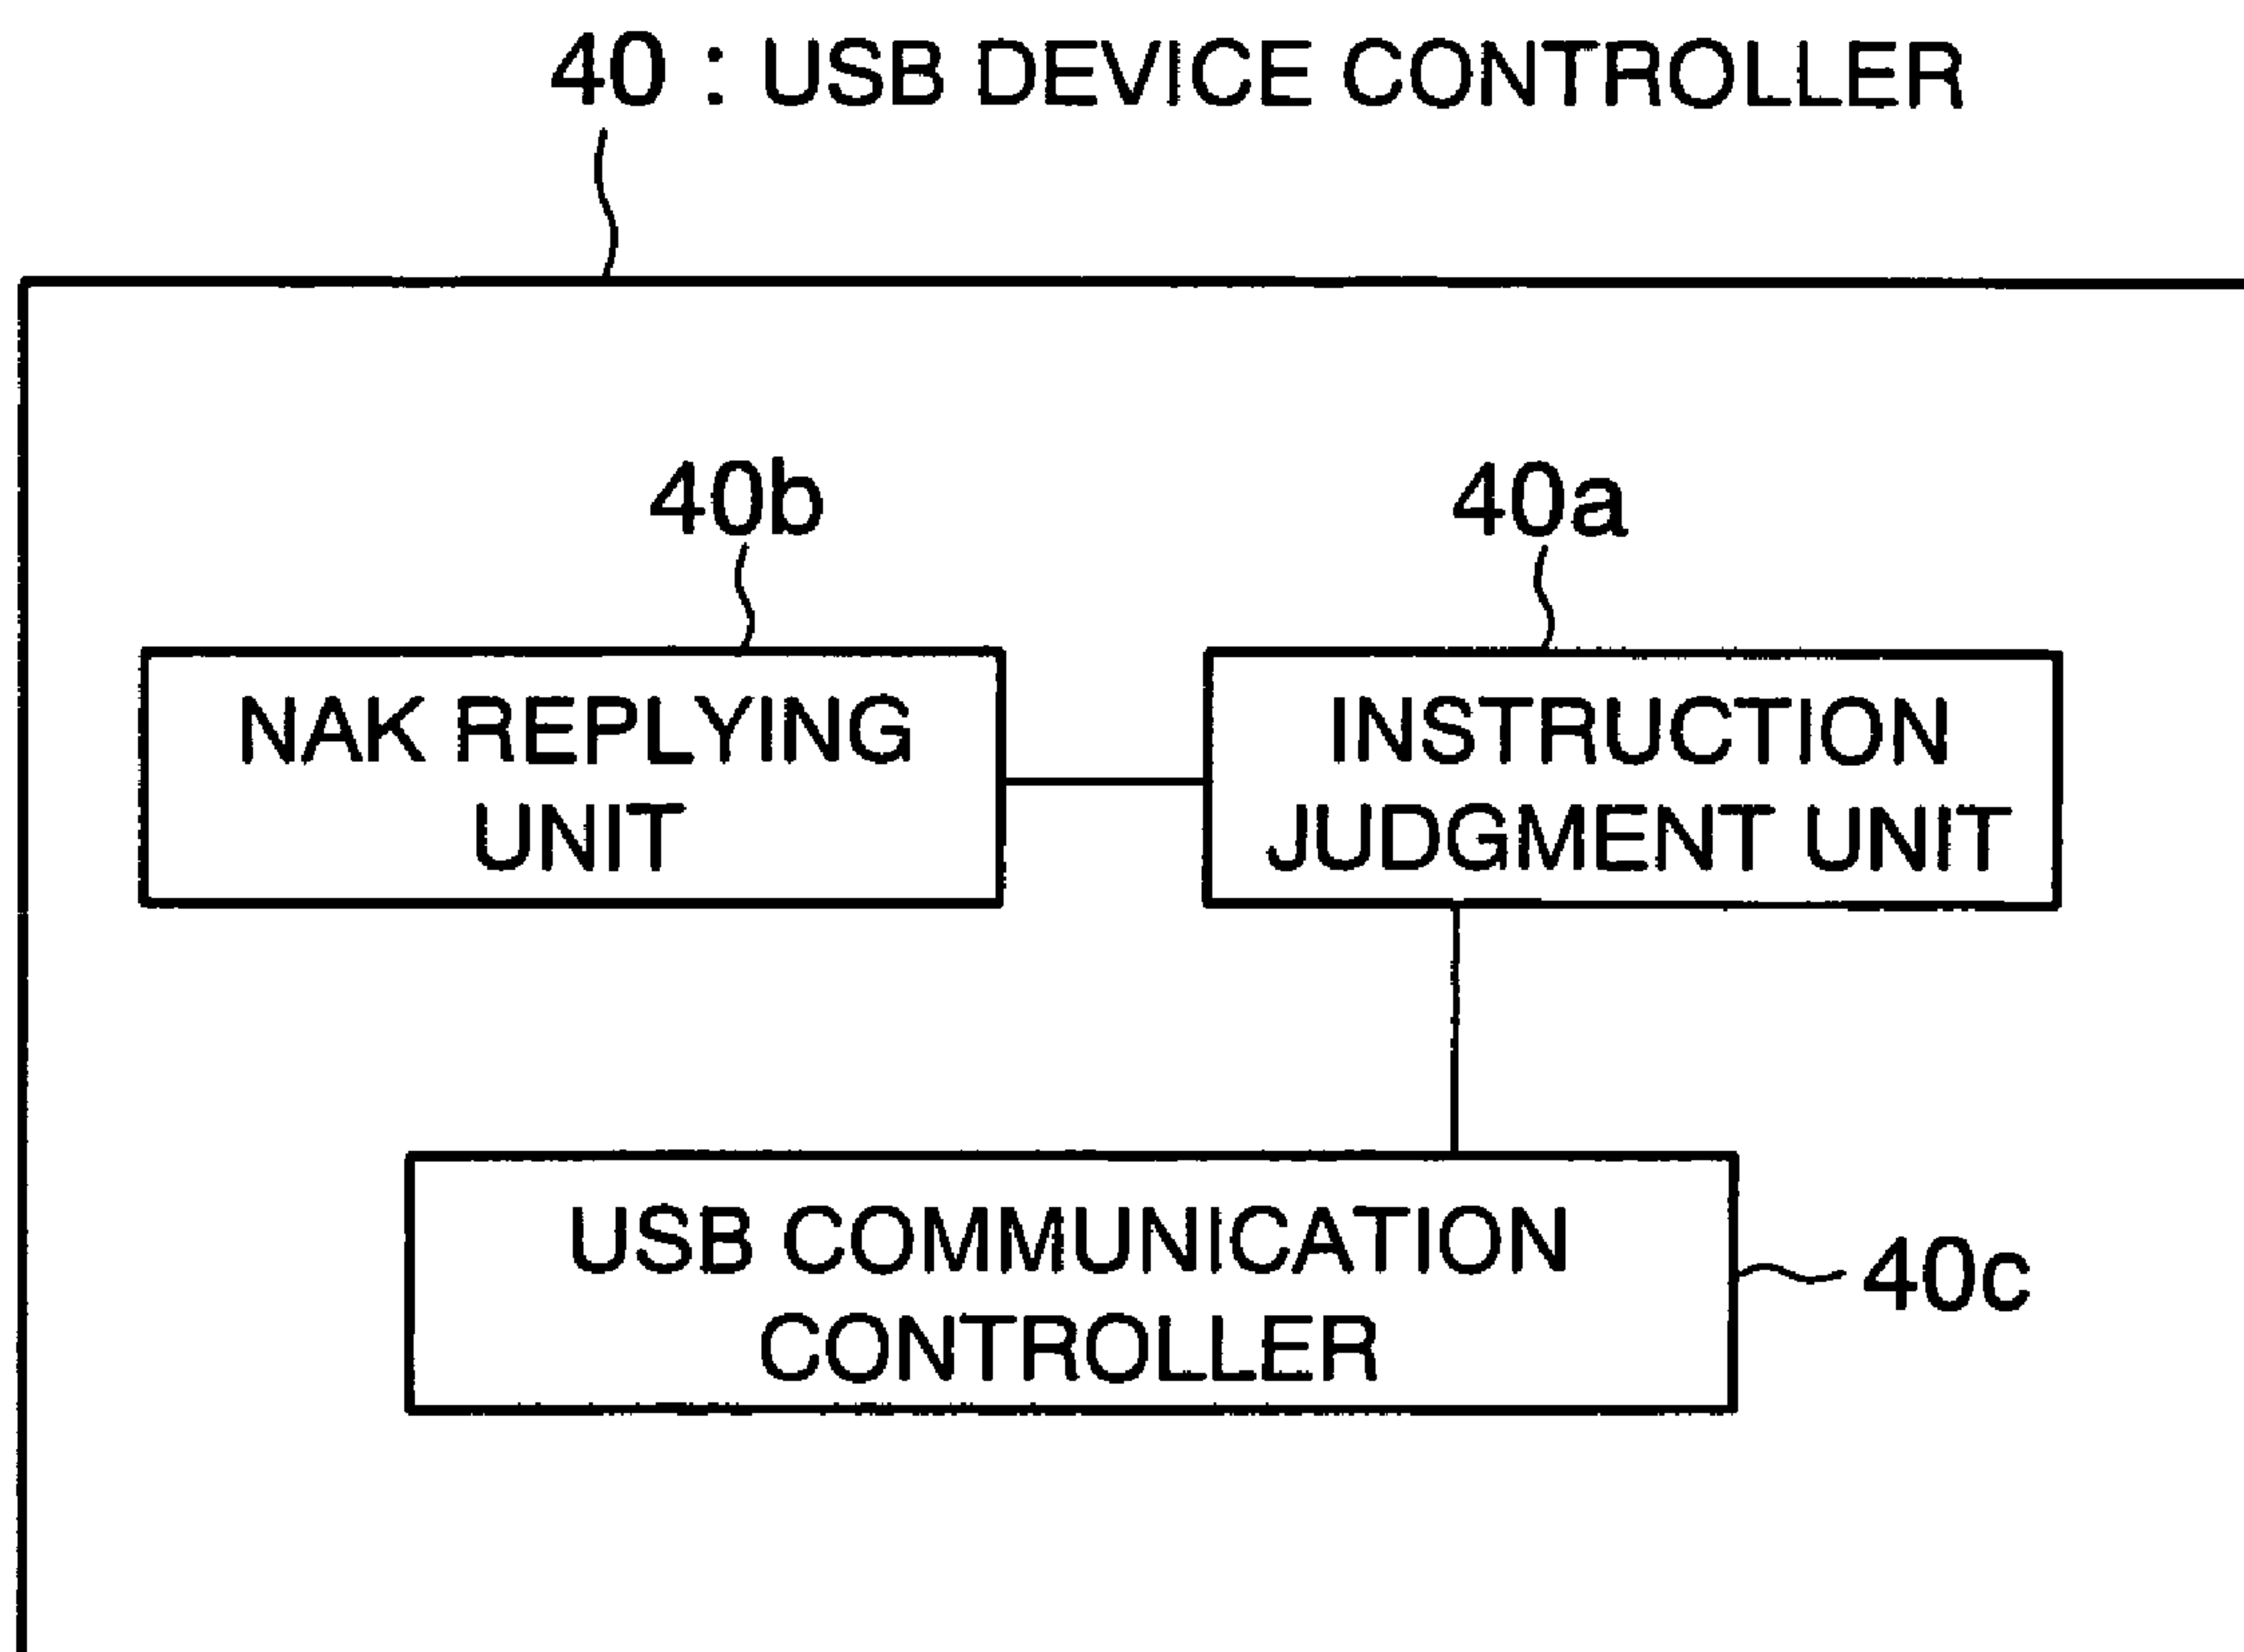 40 : USB DEVICE CONTROLLER
40b
40a
NAK REPLYING
UNIT
INSTRUCTION
JUDGMENT UNIT
USB COMMUNICATION
CONTROLLER
40c